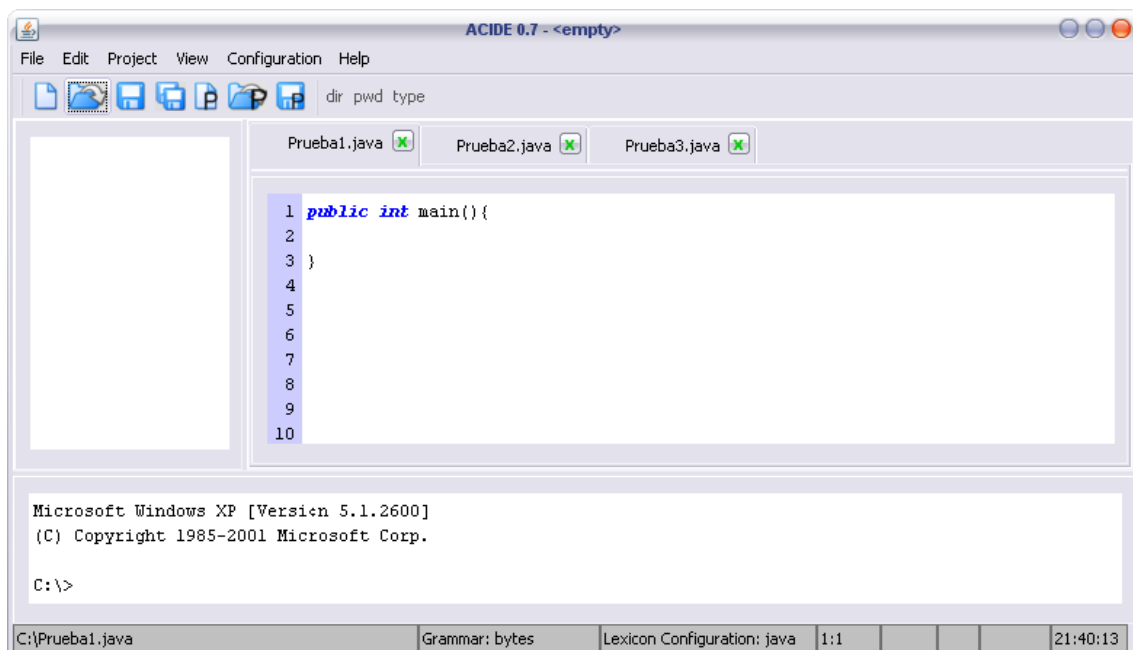 ACIDE 0.7 - <empty>
File Edit Project View Configuration Help
P P P dir pwd type
Prueba1.java Prueba2.java Prueba3.java
1 public int main(){
2
3 }
4
5
6
7
8
9
10
Microsoft Windows XP [Versi¢n 5.1.2600]
(C) Copyright 1985-2001 Microsoft Corp.
C:\>
C:\Prueba1.java Grammar: bytes Lexicon Configuration: java 1:1 21:40:13